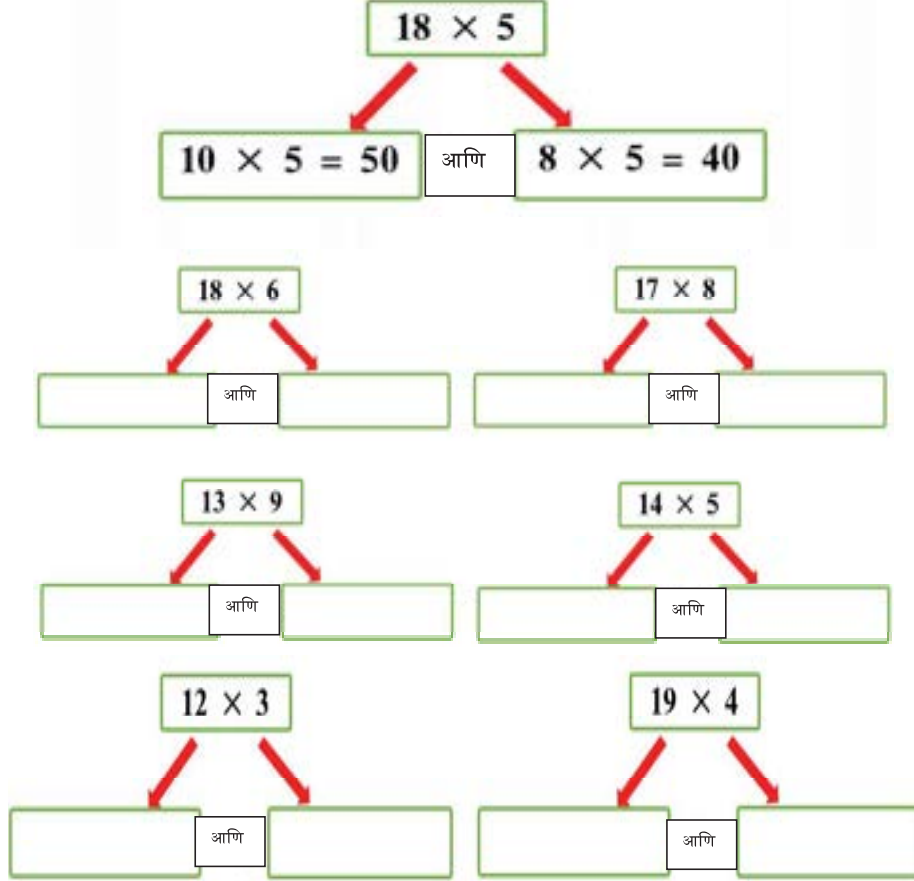 18 × 5
10 × 5 = 50 आणि 8 × 5 = 40
18 × 6 17 × 8
आणि आणि
13 × 9 14 × 5
आणि आणि
12 × 3 19 × 4
आणि आणि